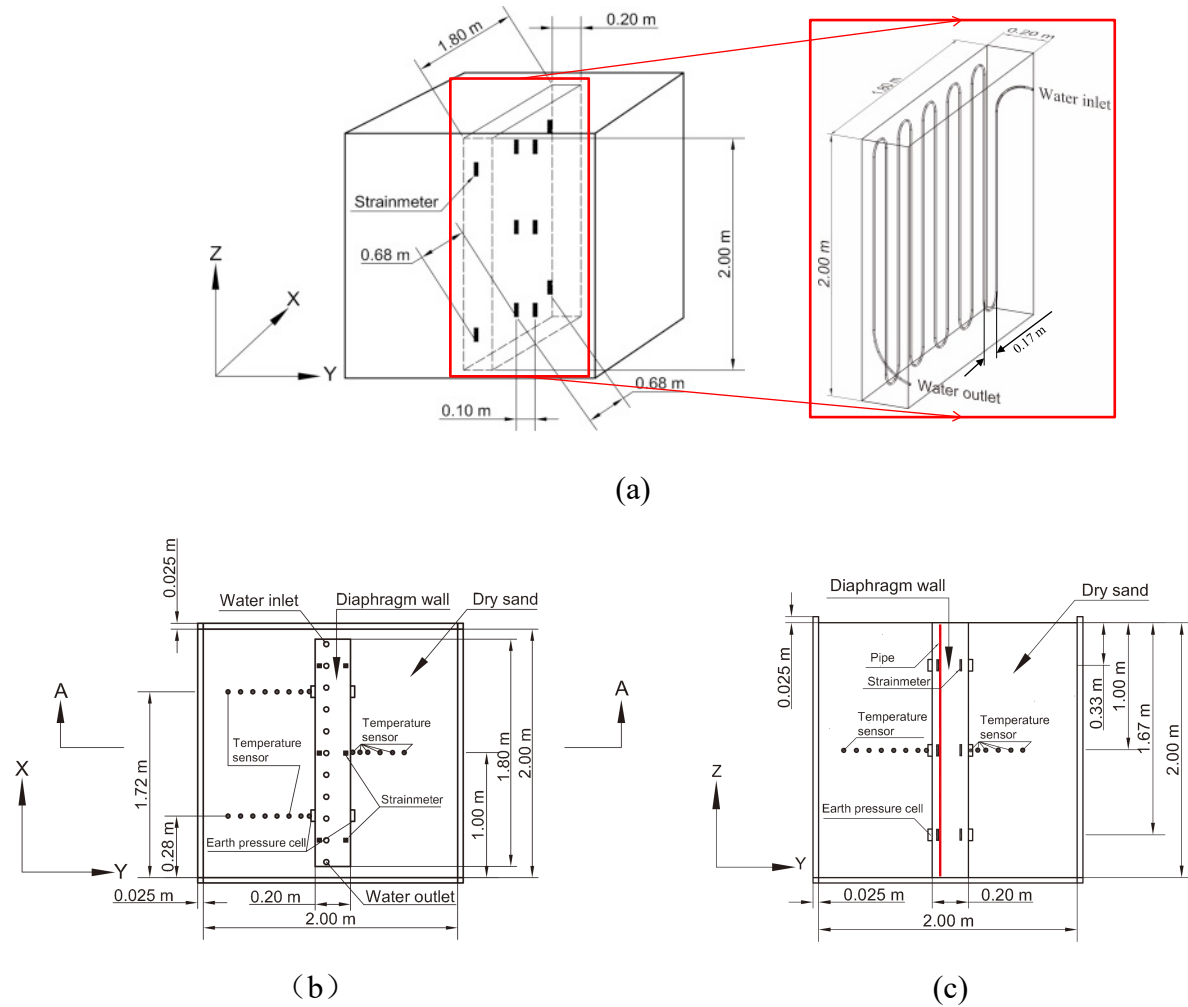 1.80 m
0.20 m
Strainmeter
0.68 m
2.00 m
Z
X
Y
0.10 m
0.68 m
0.20 m
1.80 m
Water inlet
2.00 m
0.17 m
Water outlet
(a)
0.025 m
Water inlet
Diaphragm wall
Dry sand
A
A
Temperature
sensor
Temperature
sensor
X
1.72 m
1.80 m
2.00 m
Strainmeter
1.00 m
0.28 m
Earth pressure cell
Y
Water outlet
0.025 m
0.20 m
2.00 m
(b)
Diaphragm wall
Dry sand
0.025 m
Pipe
Strainmeter
0.33 m
1.00 m
Temperature
sensor
Temperature
sensor
1.67 m
2.00 m
Z
Earth pressure cell
Y
0.025 m
0.20 m
2.00 m
(c)